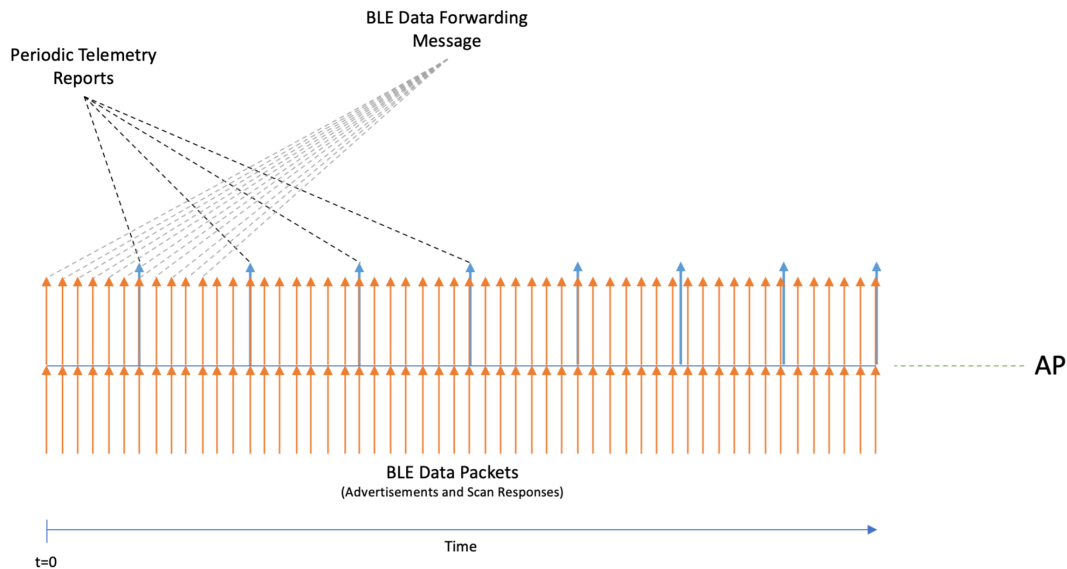 BLE Data Forwarding
Message
Periodic Telemetry
Reports
AP
BLE Data Packets
(Advertisements and Scan Responses)
Time
t=0